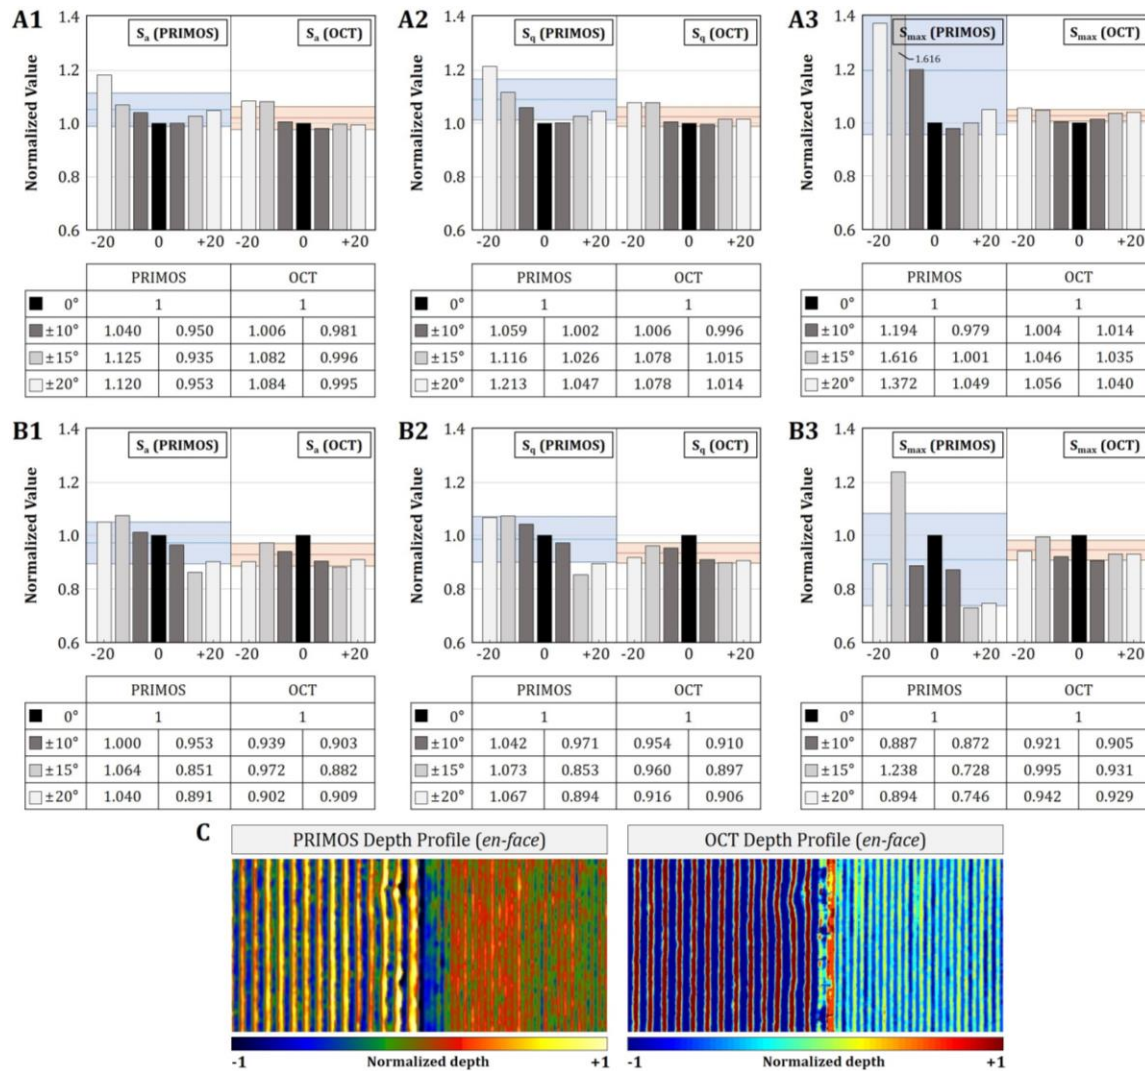 A1
S_a (PRIMOS) S_a (OCT)
Normalized Value
1.4
1.2
1.0
0.8
0.6
-20 0 +20 -20 0 +20
PRIMOS OCT
0° 1 1
±10° 1.040 0.950 1.006 0.981
±15° 1.125 0.935 1.082 0.996
±20° 1.120 0.953 1.084 0.995
A2
S_q (PRIMOS) S_q (OCT)
Normalized Value
1.4
1.2
1.0
0.8
0.6
-20 0 +20 -20 0 +20
PRIMOS OCT
0° 1 1
±10° 1.059 1.002 1.006 0.996
±15° 1.116 1.026 1.078 1.015
±20° 1.213 1.047 1.078 1.014
A3
S_max (PRIMOS) S_max (OCT)
1.616
Normalized Value
1.4
1.2
1.0
0.8
0.6
-20 0 +20 -20 0 +20
PRIMOS OCT
0° 1 1
±10° 1.194 0.979 1.004 1.014
±15° 1.616 1.001 1.046 1.035
±20° 1.372 1.049 1.056 1.040
B1
S_a (PRIMOS) S_a (OCT)
Normalized Value
1.4
1.2
1.0
0.8
0.6
-20 0 +20 -20 0 +20
PRIMOS OCT
0° 1 1
±10° 1.000 0.953 0.939 0.903
±15° 1.064 0.851 0.972 0.882
±20° 1.040 0.891 0.902 0.909
B2
S_q (PRIMOS) S_q (OCT)
Normalized Value
1.4
1.2
1.0
0.8
0.6
-20 0 +20 -20 0 +20
PRIMOS OCT
0° 1 1
±10° 1.042 0.971 0.954 0.910
±15° 1.073 0.853 0.960 0.897
±20° 1.067 0.894 0.916 0.906
B3
S_max (PRIMOS) S_max (OCT)
Normalized Value
1.4
1.2
1.0
0.8
0.6
-20 0 +20 -20 0 +20
PRIMOS OCT
0° 1 1
±10° 0.887 0.872 0.921 0.905
±15° 1.238 0.728 0.995 0.931
±20° 0.894 0.746 0.942 0.929
C
PRIMOS Depth Profile (en-face)
-1 Normalized depth +1
OCT Depth Profile (en-face)
-1 Normalized depth +1